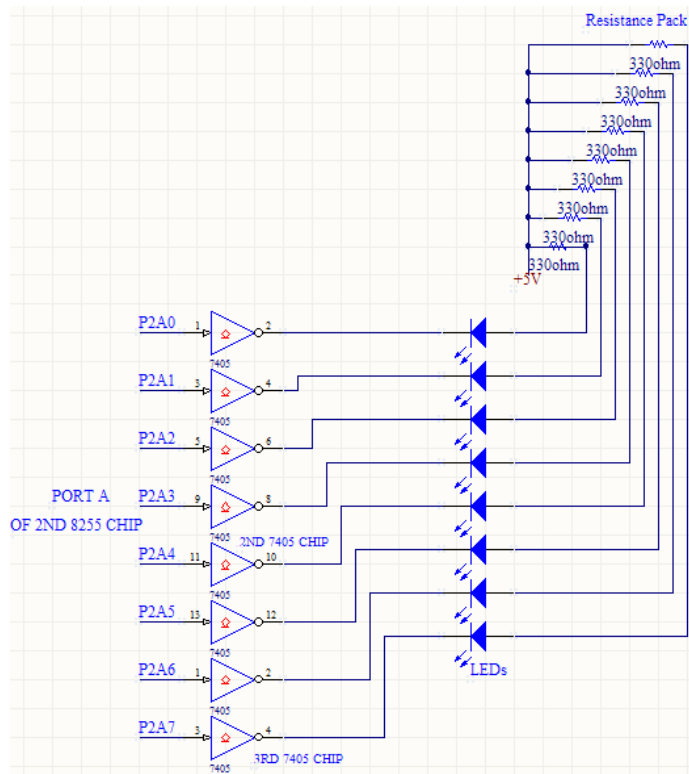 Resistance Pack
330ohm
330ohm
330ohm
330ohm
330ohm
330ohm
330ohm
330ohm
+5V
P2A0 1 2
7405
P2A1 3 4
7405
P2A2 5 6
7405
PORT A P2A3 9 8
OF 2ND 8255 CHIP
7405 2ND 7405 CHIP
P2A4 11 10
7405
P2A5 13 12
7405
P2A6 1 2
LEDs
7405
P2A7 3 4
7405 3RD 7405 CHIP